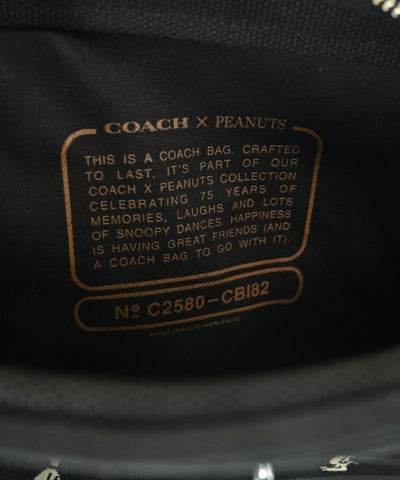 COACH × PEANUTS
THIS IS A COACH BAG. CRAFTED
TO LAST, IT'S PART OF OUR
COACH X PEANUTS COLLECTION
CELEBRATING 75 YEARS OF
MEMORIES, LAUGHS AND LOTS
OF SNOOPY DANCES. HAPPINESS
IS HAVING GREAT FRIENDS (AND
A COACH BAG TO GO WITH IT).
Nº C2580-CBI82
PEANUTS WORLDWIDE